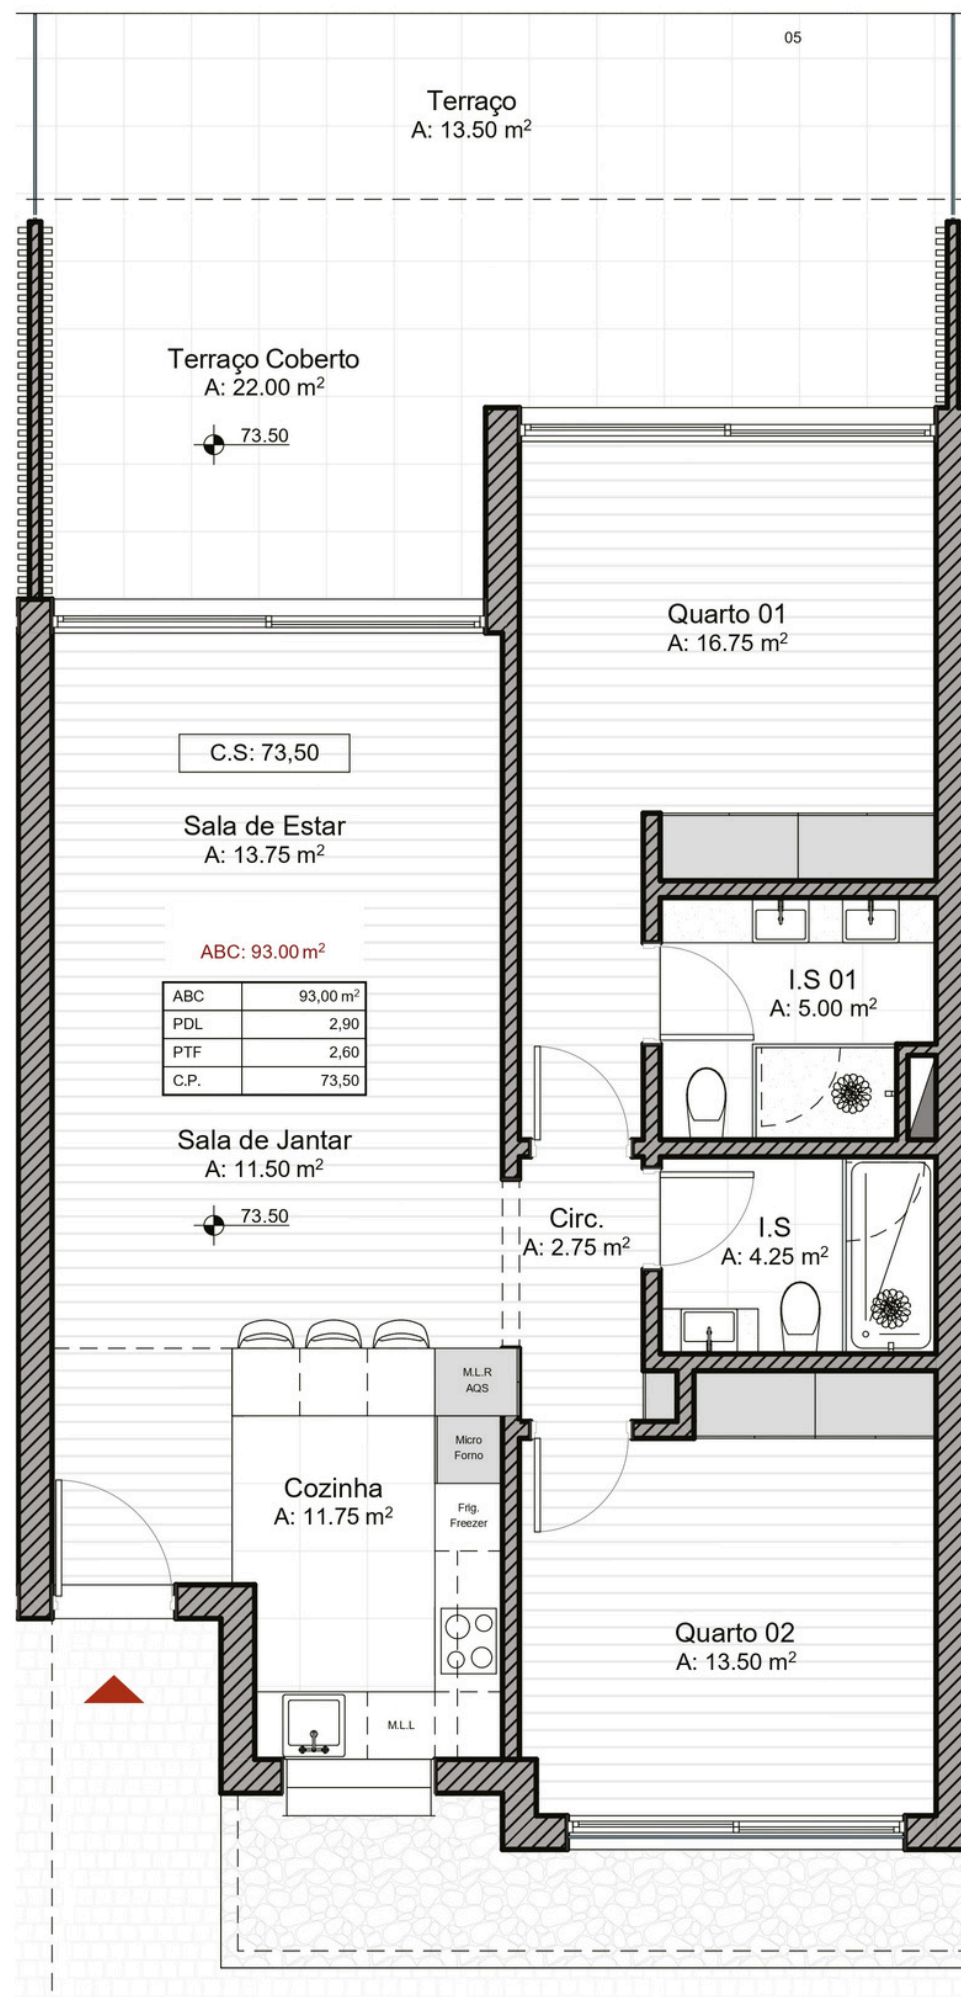 05
Terraço
A: 13.50 m²
Terraço Coberto
A: 22.00 m²
73.50
Quarto 01
A: 16.75 m²
C.S: 73,50
Sala de Estar
A: 13.75 m²
ABC: 93.00 m²
ABC 93,00 m²
PDL 2,90
PTF 2,60
C.P. 73,50
I.S 01
A: 5.00 m²
Sala de Jantar
A: 11.50 m²
73.50
Circ.
A: 2.75 m²
I.S
A: 4.25 m²
M.L.R
AQS
Micro
Forno
Cozinha
A: 11.75 m²
Frig.
Freezer
Quarto 02
A: 13.50 m²
M.L.L